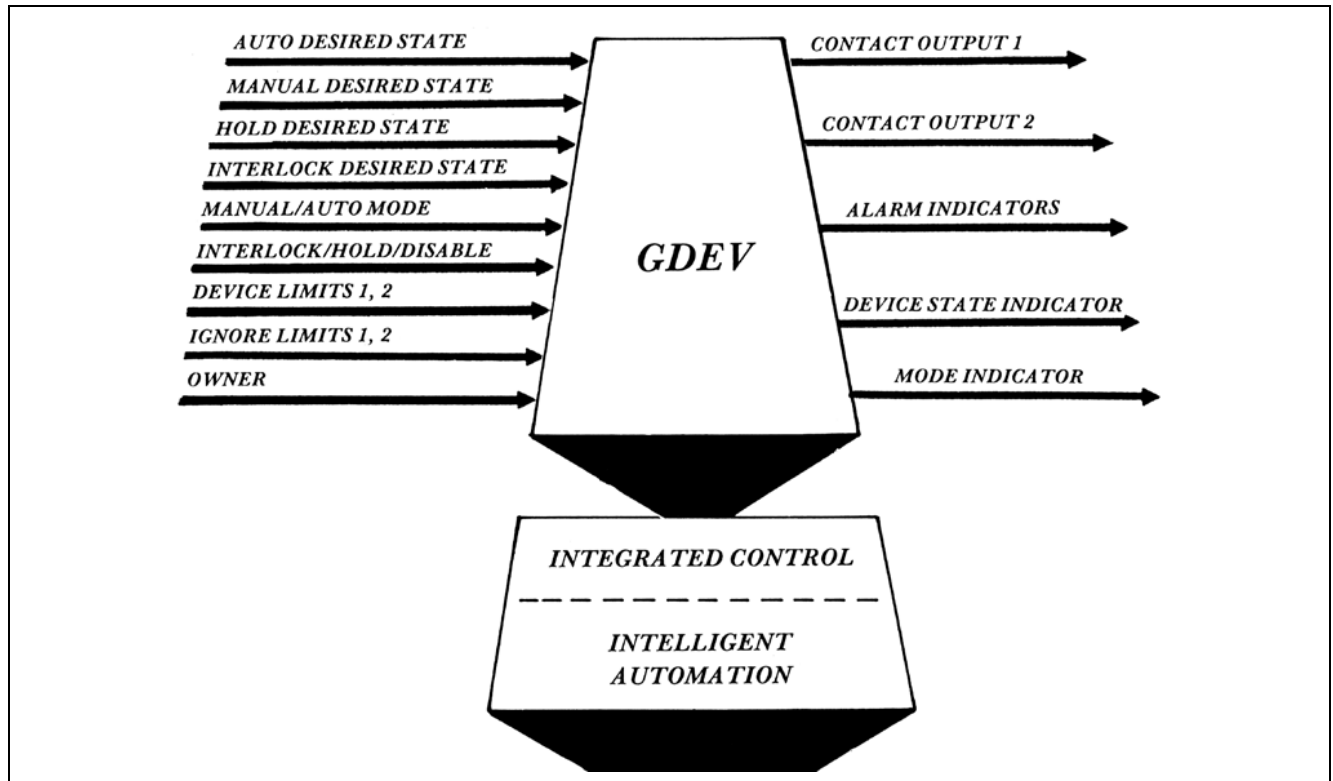 AUTO DESIRED STATE
MANUAL DESIRED STATE
HOLD DESIRED STATE
INTERLOCK DESIRED STATE
MANUAL/AUTO MODE
INTERLOCK/HOLD/DISABLE
DEVICE LIMITS 1, 2
IGNORE LIMITS 1, 2
OWNER
GDEV
CONTACT OUTPUT 1
CONTACT OUTPUT 2
ALARM INDICATORS
DEVICE STATE INDICATOR
MODE INDICATOR
INTEGRATED CONTROL
INTELLIGENT
AUTOMATION